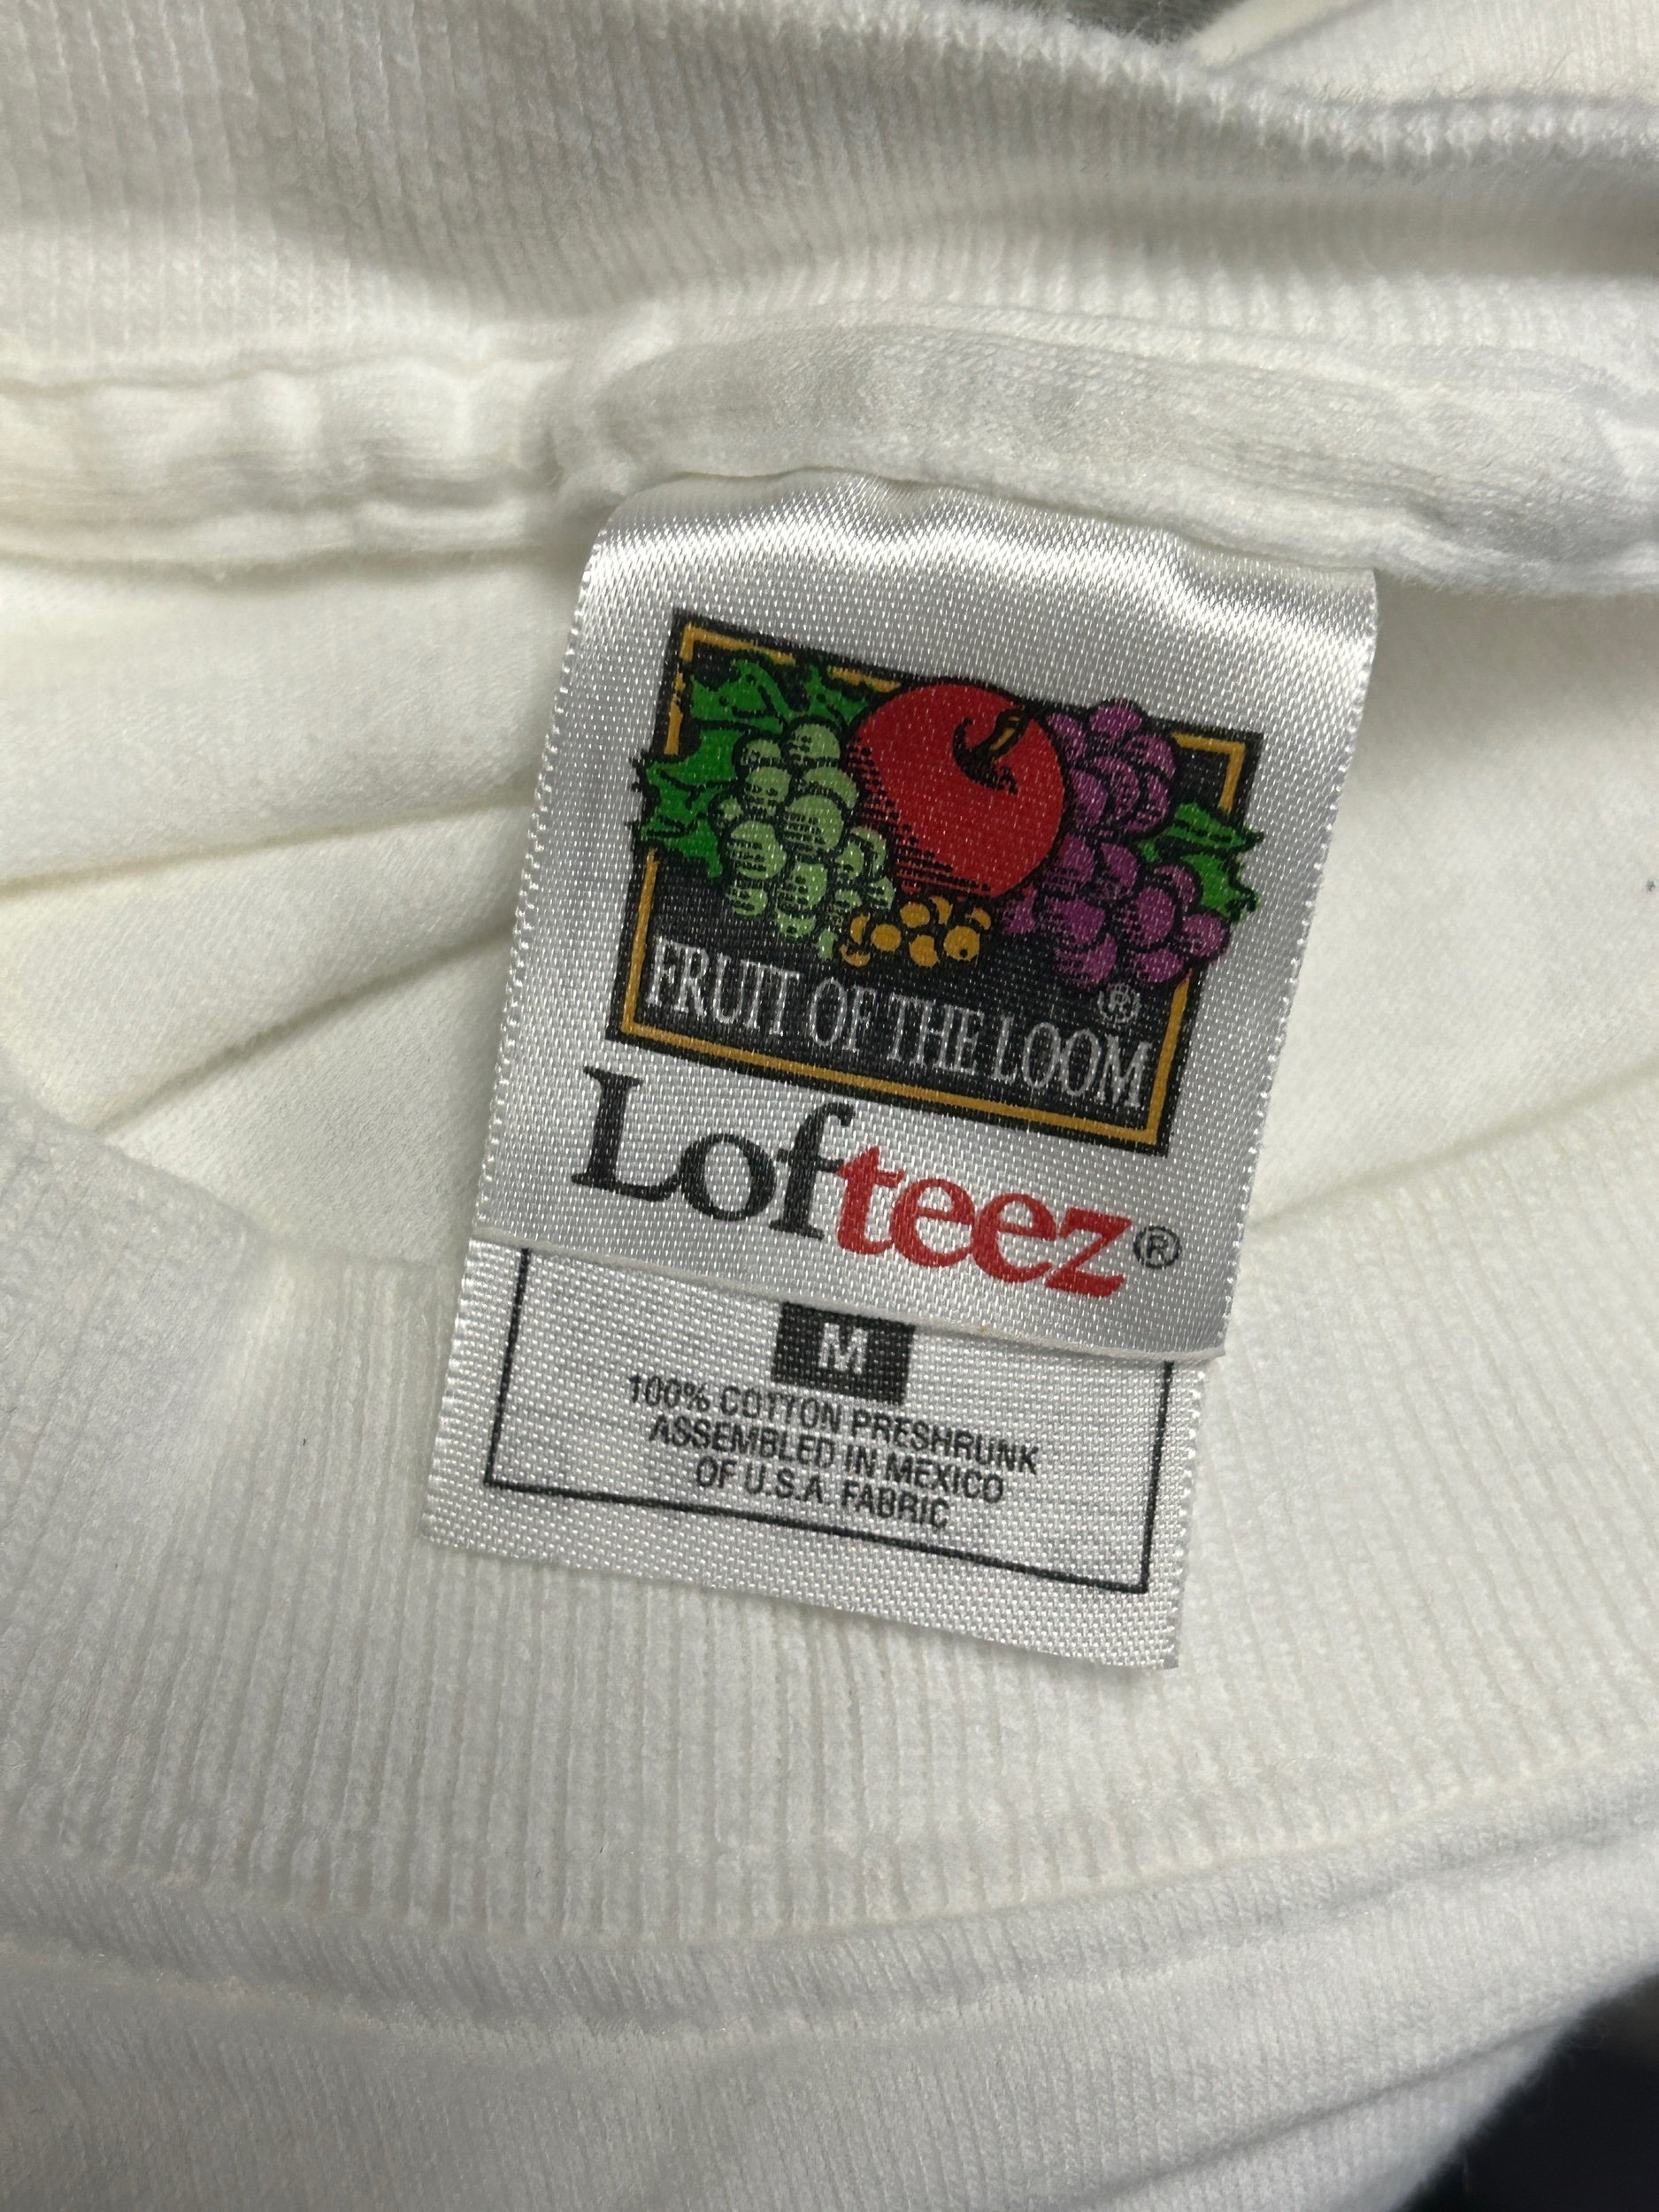 FRUIT OF THE LOOM®
Lofteez®
M
100% COTTON PRESHRUNK
ASSEMBLED IN MEXICO
OF U.S.A. FABRIC